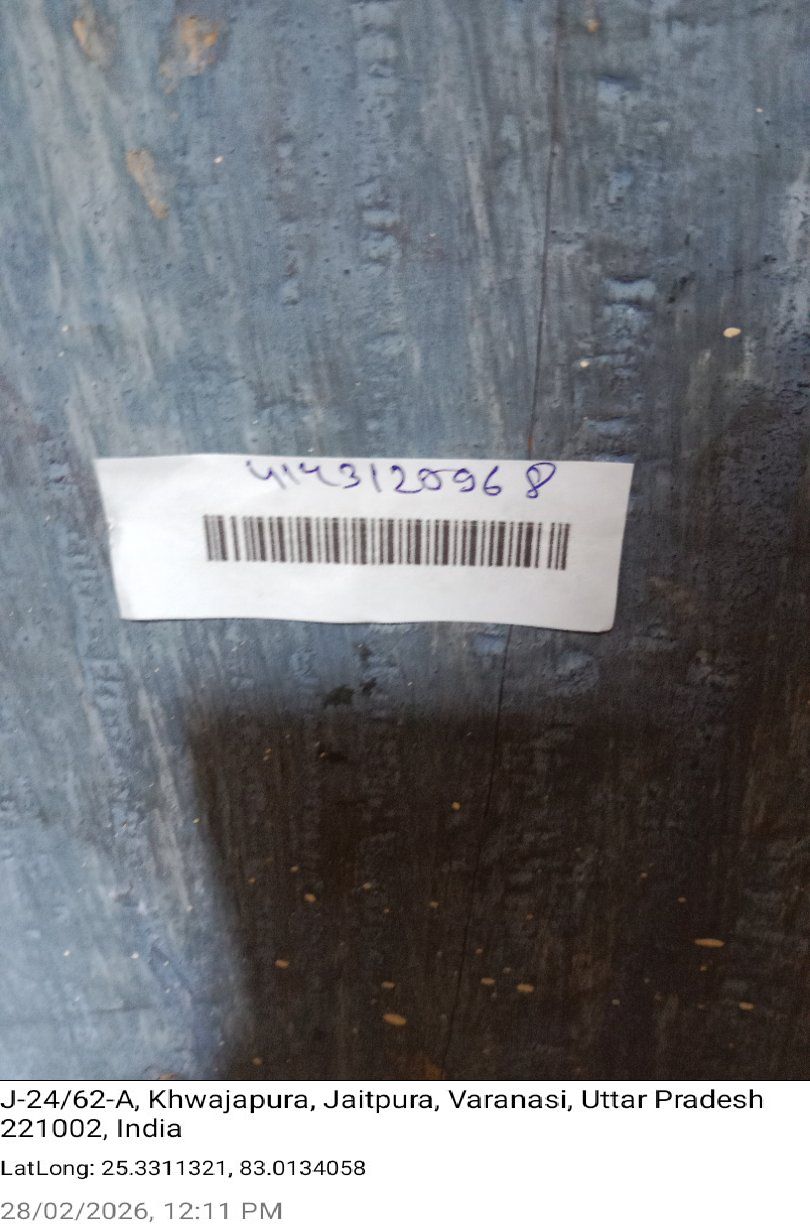 41431209968
J-24/62-A, Khwajapura, Jaitpura, Varanasi, Uttar Pradesh
221002, India
LatLong: 25.3311321, 83.0134058
28/02/2026, 12:11 PM